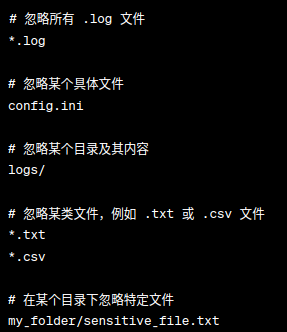 # 忽略所有 .log 文件
*.log
# 忽略某个具体文件
config.ini
# 忽略某个目录及其内容
logs/
# 忽略某类文件，例如 .txt 或 .csv 文件
*.txt
*.csv
# 在某个目录下忽略特定文件
my_folder/sensitive_file.txt